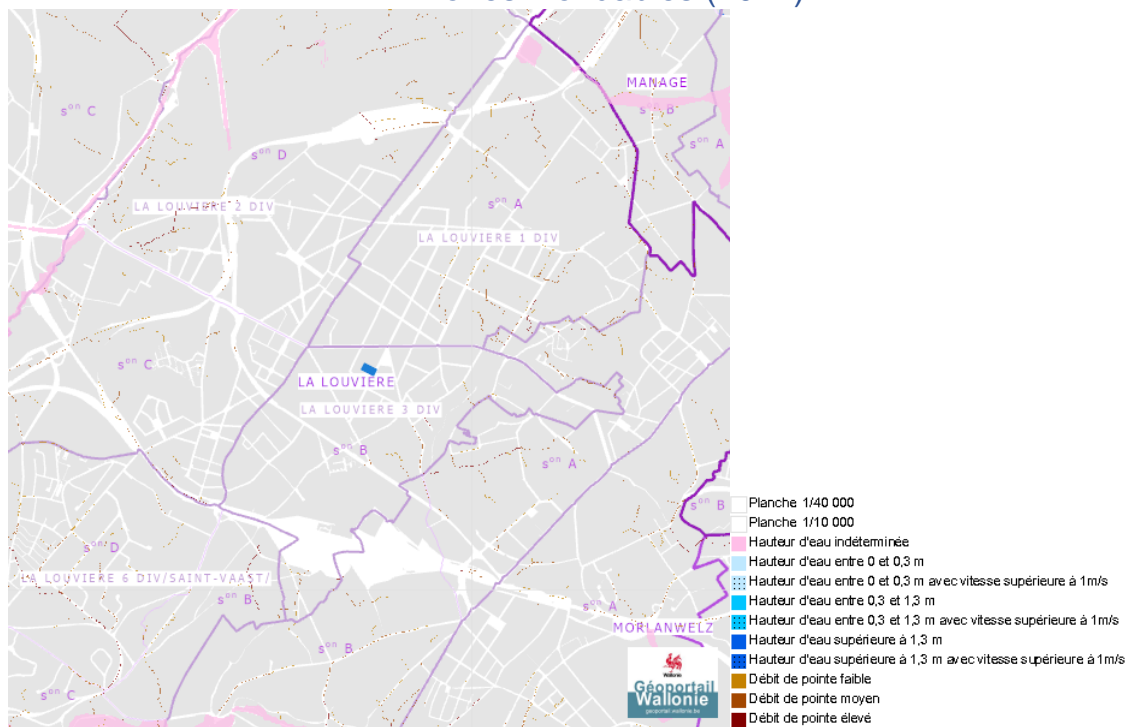 MANAGE
sᵒⁿ B
sᵒⁿ C
sᵒⁿ A
sᵒⁿ D
LA LOUVIERE 2 DIV
sᵒⁿ A
LA LOUVIERE 1 DIV
sᵒⁿ C
LA LOUVIERE
LA LOUVIERE 3 DIV
sᵒⁿ B
sᵒⁿ A
sᵒⁿ B
sᵒⁿ D
LA LOUVIERE 6 DIV/SAINT-VAAST/
sᵒⁿ B
sᵒⁿ A
MORLANWELZ
sᵒⁿ B
sᵒⁿ C
Wallonie
Géoportail
Wallonie
geoportail.wallonie.be
Planche 1/40 000
Planche 1/10 000
Hauteur d'eau indéterminée
Hauteur d'eau entre 0 et 0,3 m
Hauteur d'eau entre 0 et 0,3 m avec vitesse supérieure à 1m/s
Hauteur d'eau entre 0,3 et 1,3 m
Hauteur d'eau entre 0,3 et 1,3 m avec vitesse supérieure à 1m/s
Hauteur d'eau supérieure à 1,3 m
Hauteur d'eau supérieure à 1,3 m avec vitesse supérieure à 1m/s
Débit de pointe faible
Débit de pointe moyen
Débit de pointe élevé